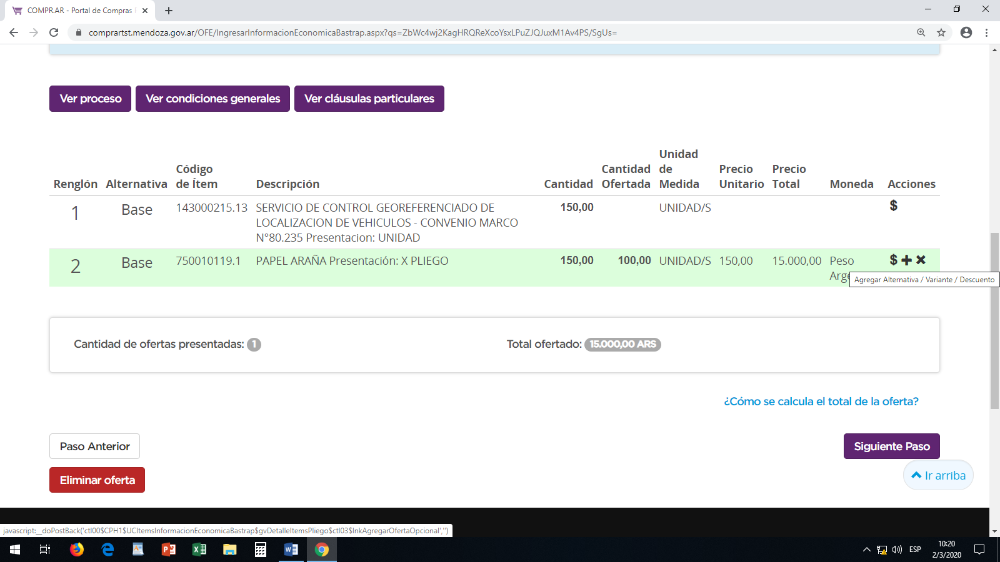 COMPR.AR - Portal de Compras
comprartst.mendoza.gov.ar/OFE/IngresarInformacionEconomicaBastrap.aspx?qs=ZbWc4wj2KagHRQReXcoYsxLPuZJQJuxM1Av4PS/SgUs=
Ver proceso Ver condiciones generales Ver cláusulas particulares
Renglón Alternativa Código de Ítem Descripción Cantidad Cantidad Ofertada Unidad de Medida Precio Unitario Precio Total Moneda Acciones
1 Base 143000215.13 SERVICIO DE CONTROL GEOREFERENCIADO DE 150,00 UNIDAD/S $
LOCALIZACION DE VEHICULOS - CONVENIO MARCO
N°80.235 Presentacion: UNIDAD
2 Base 750010119.1 PAPEL ARAÑA Presentación: X PLIEGO 150,00 100,00 UNIDAD/S 150,00 15.000,00 Peso $
Agregar Alternativa / Variante / Descuento
Cantidad de ofertas presentadas: 1 Total ofertado: 15.000,00 ARS
¿Cómo se calcula el total de la oferta?
Paso Anterior Siguiente Paso
Ir arriba
Eliminar oferta
javascript:__doPostBack('ctl00$CPH1$UCItemsInformacionEconomicaBastrap$gvDetalleItemsPliego$ctl03$lnkAgregarOfertaOpcional','')
ESP 10:20
2/3/2020